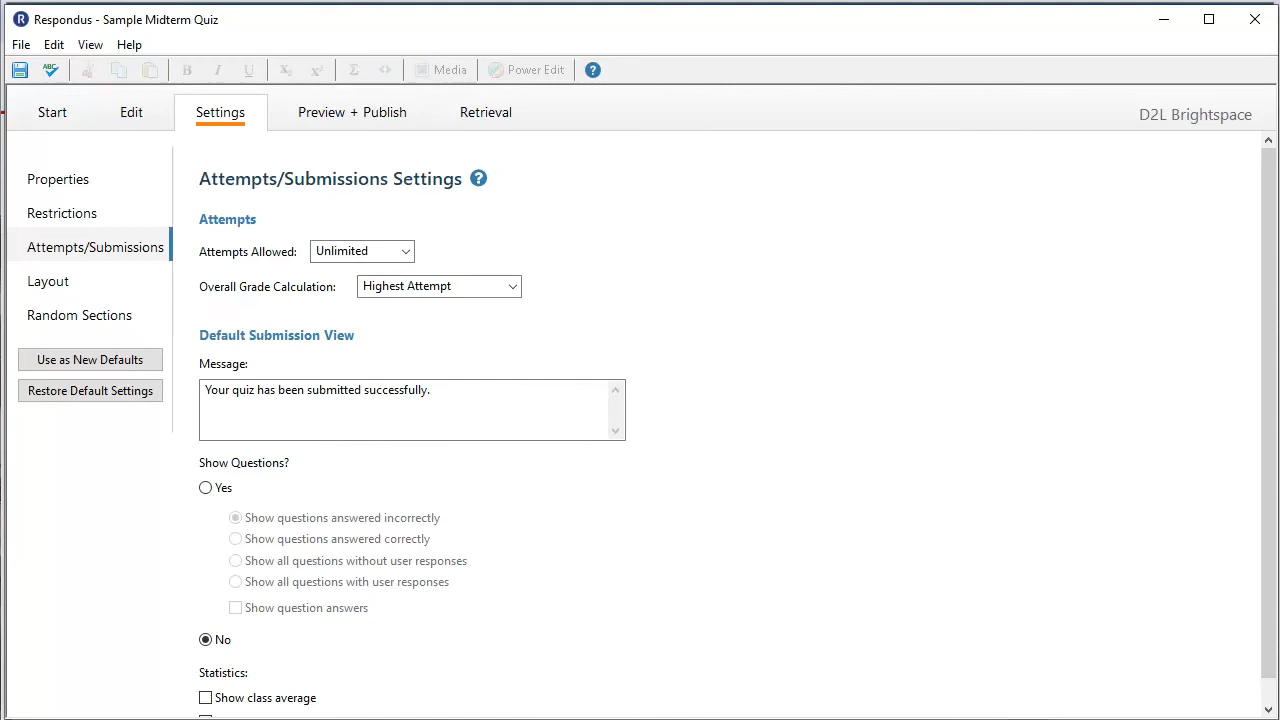 Respondus - Sample Midterm Quiz
File Edit View Help
ABC B I U X₂ X² Σ <> Media Power Edit ?
Start Edit Settings Preview + Publish Retrieval D2L Brightspace
Properties
Restrictions
Attempts/Submissions
Layout
Random Sections
Use as New Defaults
Restore Default Settings
Attempts/Submissions Settings ?
Attempts
Attempts Allowed: Unlimited
Overall Grade Calculation: Highest Attempt
Default Submission View
Message:
Your quiz has been submitted successfully.
Show Questions?
Yes
Show questions answered incorrectly
Show questions answered correctly
Show all questions without user responses
Show all questions with user responses
Show question answers
No
Statistics:
Show class average